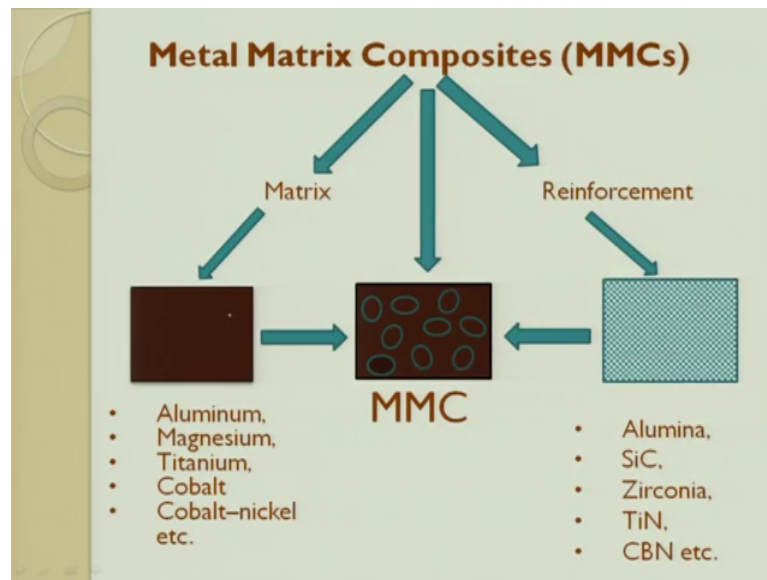 Metal Matrix Composites (MMCs)
Matrix
Reinforcement
MMC
• Aluminum,
• Magnesium,
• Titanium,
• Cobalt
• Cobalt–nickel
etc.
• Alumina,
• SiC,
• Zirconia,
• TiN,
• CBN etc.